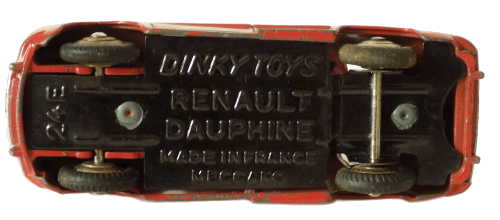 24E
DINKY TOYS
RENAULT
DAUPHINE
MADE IN FRANCE
MECCANO